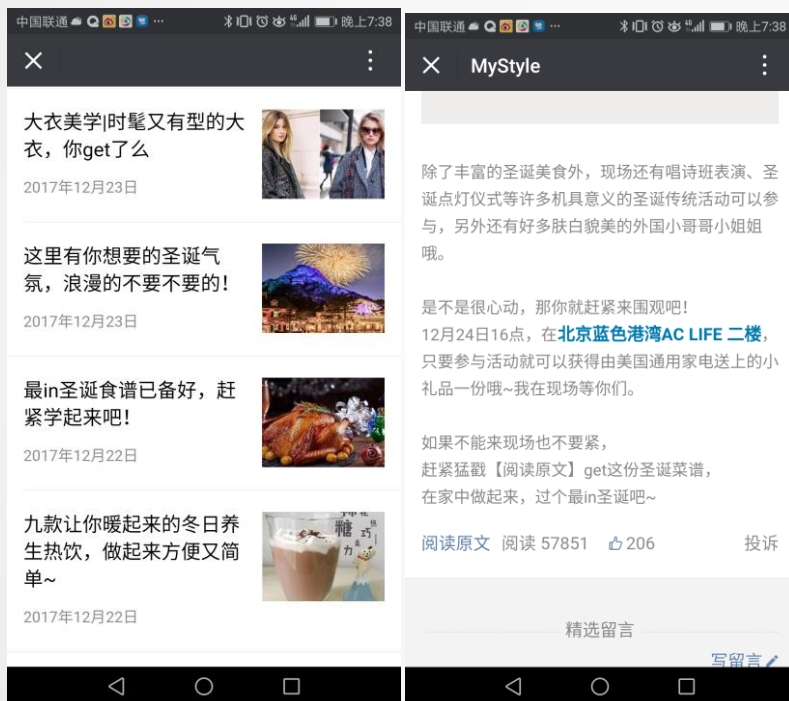 中国联通
晚上7:38
大衣美学|时髦又有型的大
衣，你get了么
2017年12月23日
这里有你想要的圣诞气
氛，浪漫的不要不要的！
2017年12月23日
最in圣诞食谱已备好，赶
紧学起来吧！
2017年12月22日
九款让你暖起来的冬日养
生热饮，做起来方便又简
单~
2017年12月22日
糖
巧
力
中国联通
晚上7:38
MyStyle
除了丰富的圣诞美食外，现场还有唱诗班表演、圣
诞点灯仪式等许多机具意义的圣诞传统活动可以参
与，另外还有好多肤白貌美的外国小哥哥小姐姐
哦。
是不是很心动，那你就赶紧来围观吧！
12月24日16点，在北京蓝色港湾AC LIFE 二楼，
只要参与活动就可以获得由美国通用家电送上的小
礼品一份哦~我在现场等你们。
如果不能来现场也不要紧，
赶紧猛戳【阅读原文】get这份圣诞菜谱，
在家中做起来，过个最in圣诞吧~
阅读原文 阅读 57851 206 投诉
精选留言
写留言